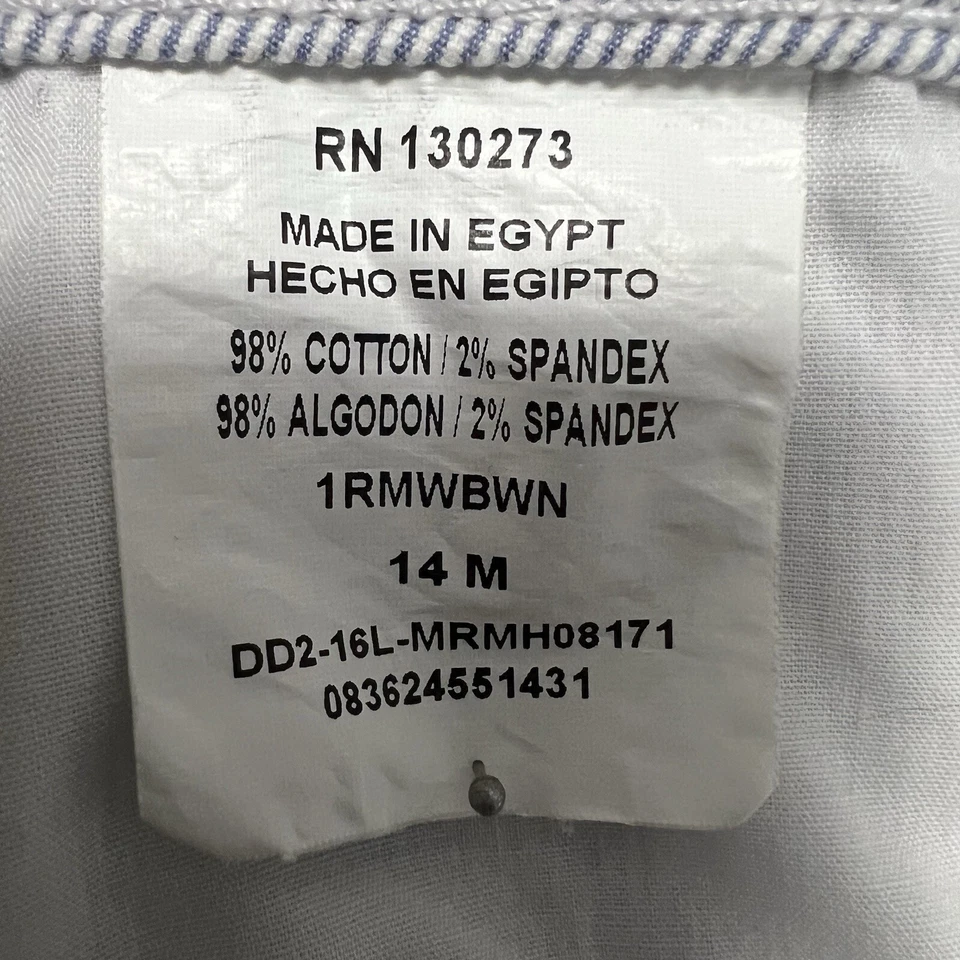 RN 130273
MADE IN EGYPT
HECHO EN EGIPTO
98% COTTON / 2% SPANDEX
98% ALGODON / 2% SPANDEX
1RMWBWN
14 M
DD2-16L-MRMH08171
083624551431